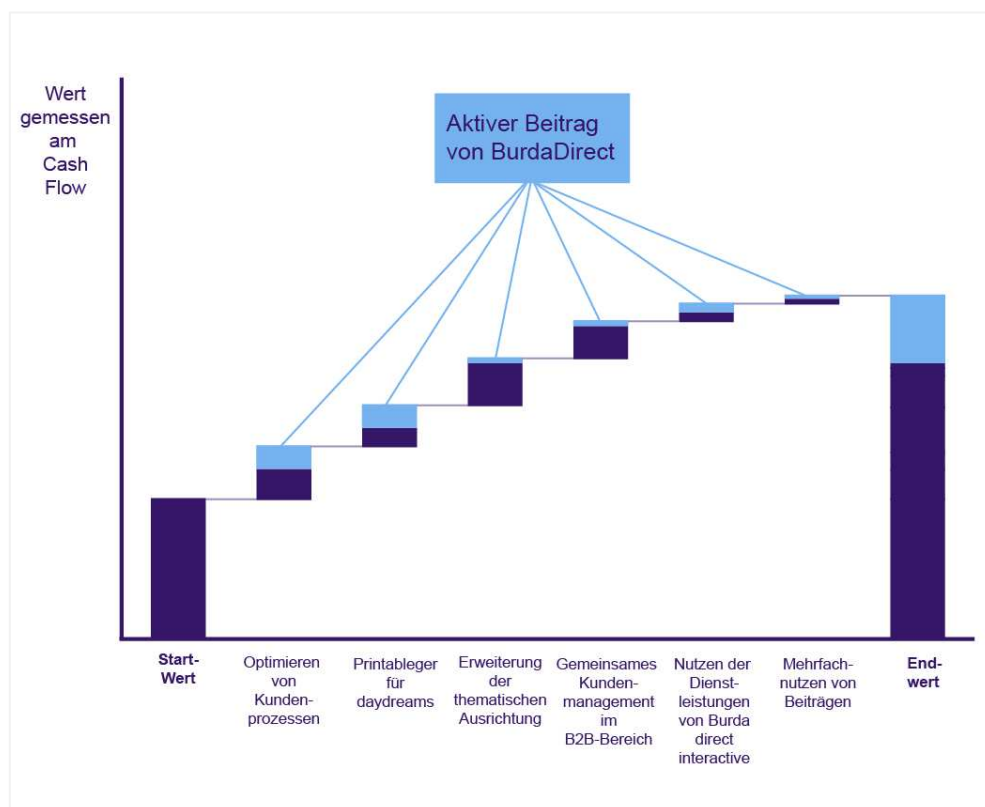 Wert
gemessen
am
Cash
Flow
Aktiver Beitrag
von BurdaDirect
Start-
Wert
Optimieren
von
Kunden-
prozessen
Printableger
für
daydreams
Erweiterung
der
thematischen
Ausrichtung
Gemeinsames
Kunden-
management
im
B2B-Bereich
Nutzen der
Dienst-
leistungen
von Burda
direct
interactive
Mehrfach-
nutzen von
Beiträgen
End-
wert